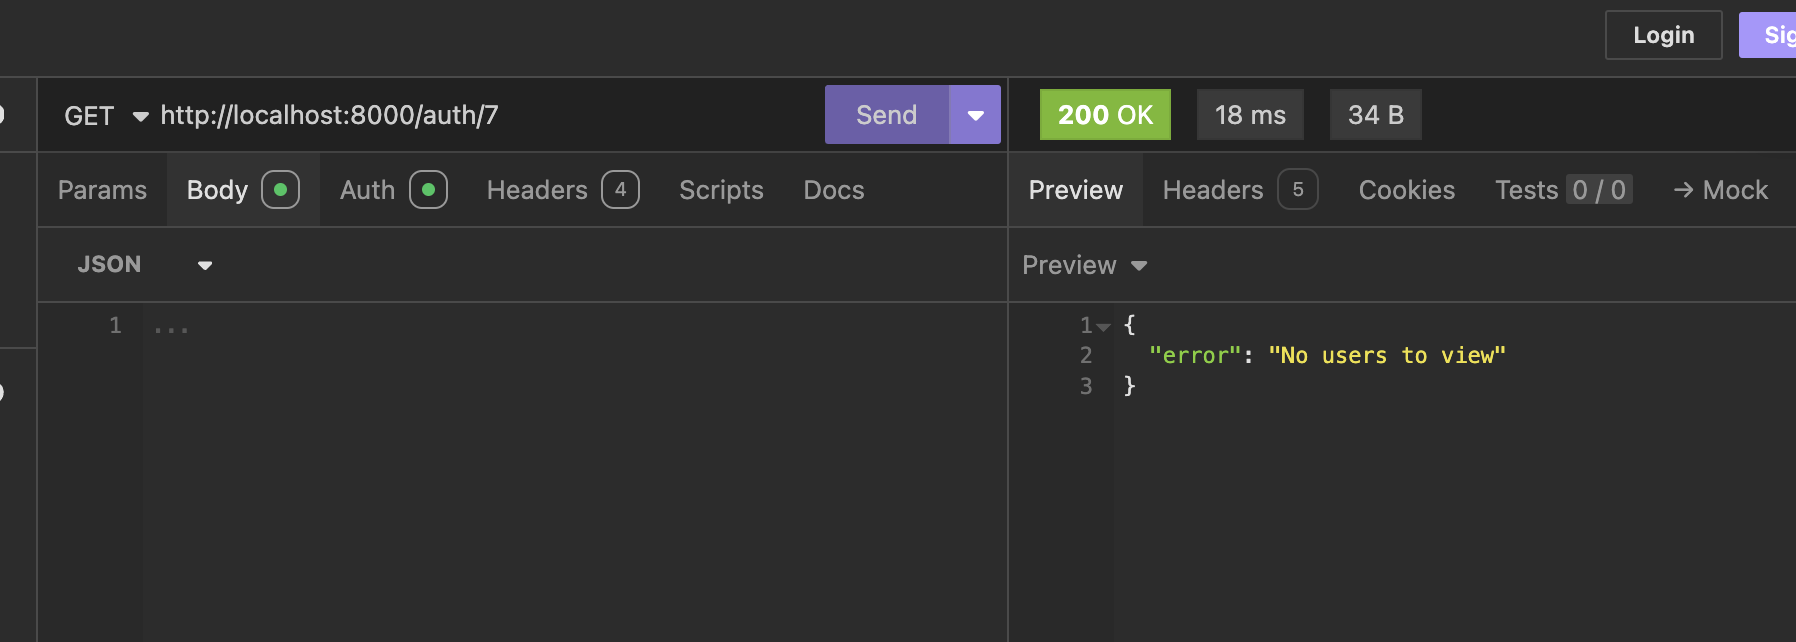 Login
GET http://localhost:8000/auth/7
Send
200 OK
18 ms
34 B
Params
Body
Auth
Headers 4
Scripts
Docs
Preview
Headers 5
Cookies
Tests 0 / 0
→ Mock
JSON
Preview
1 ...
1 {
2 "error": "No users to view"
3 }